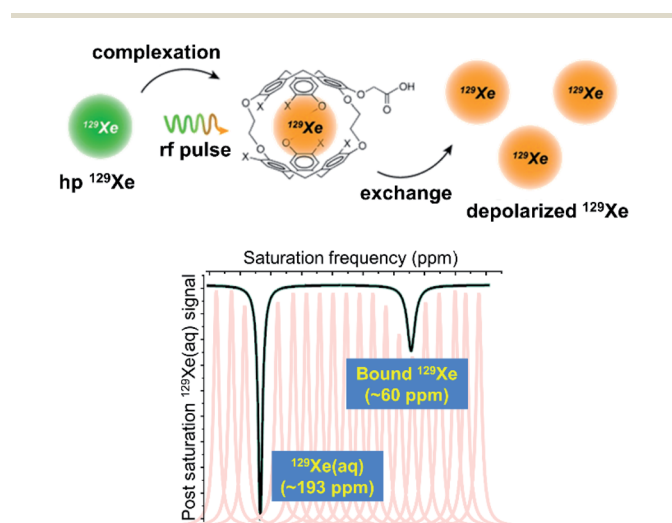 complexation
¹²⁹Xe
rf pulse
hp ¹²⁹Xe
X
X
O
O
OH
O
O
O
¹²⁹Xe
O
X
O
X
O
exchange
¹²⁹Xe
¹²⁹Xe
¹²⁹Xe
depolarized ¹²⁹Xe
Saturation frequency (ppm)
Post saturation ¹²⁹Xe(aq) signal
Bound ¹²⁹Xe
(~60 ppm)
¹²⁹Xe(aq)
(~193 ppm)